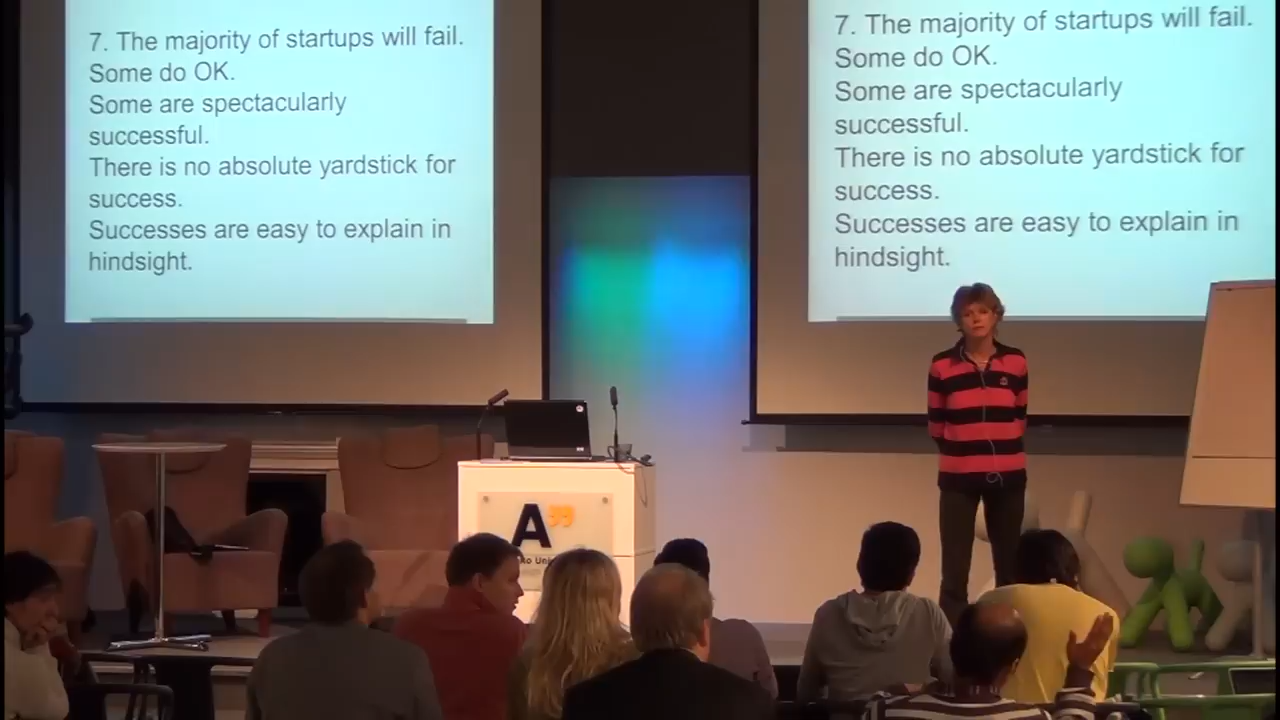 7. The majority of startups will fail.
Some do OK.
Some are spectacularly
successful.
There is no absolute yardstick for
success.
Successes are easy to explain in
hindsight.
7. The majority of startups will fail.
Some do OK.
Some are spectacularly
successful.
There is no absolute yardstick for
success.
Successes are easy to explain in
hindsight.
A”